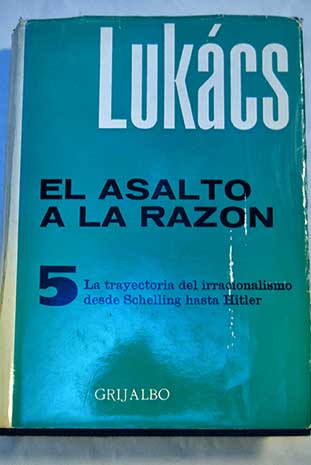 LUKÁCS
EL ASALTO
A LA RAZON
5 La trayectoria del irracionalismo
desde Schelling hasta Hitler
GRIJALBO